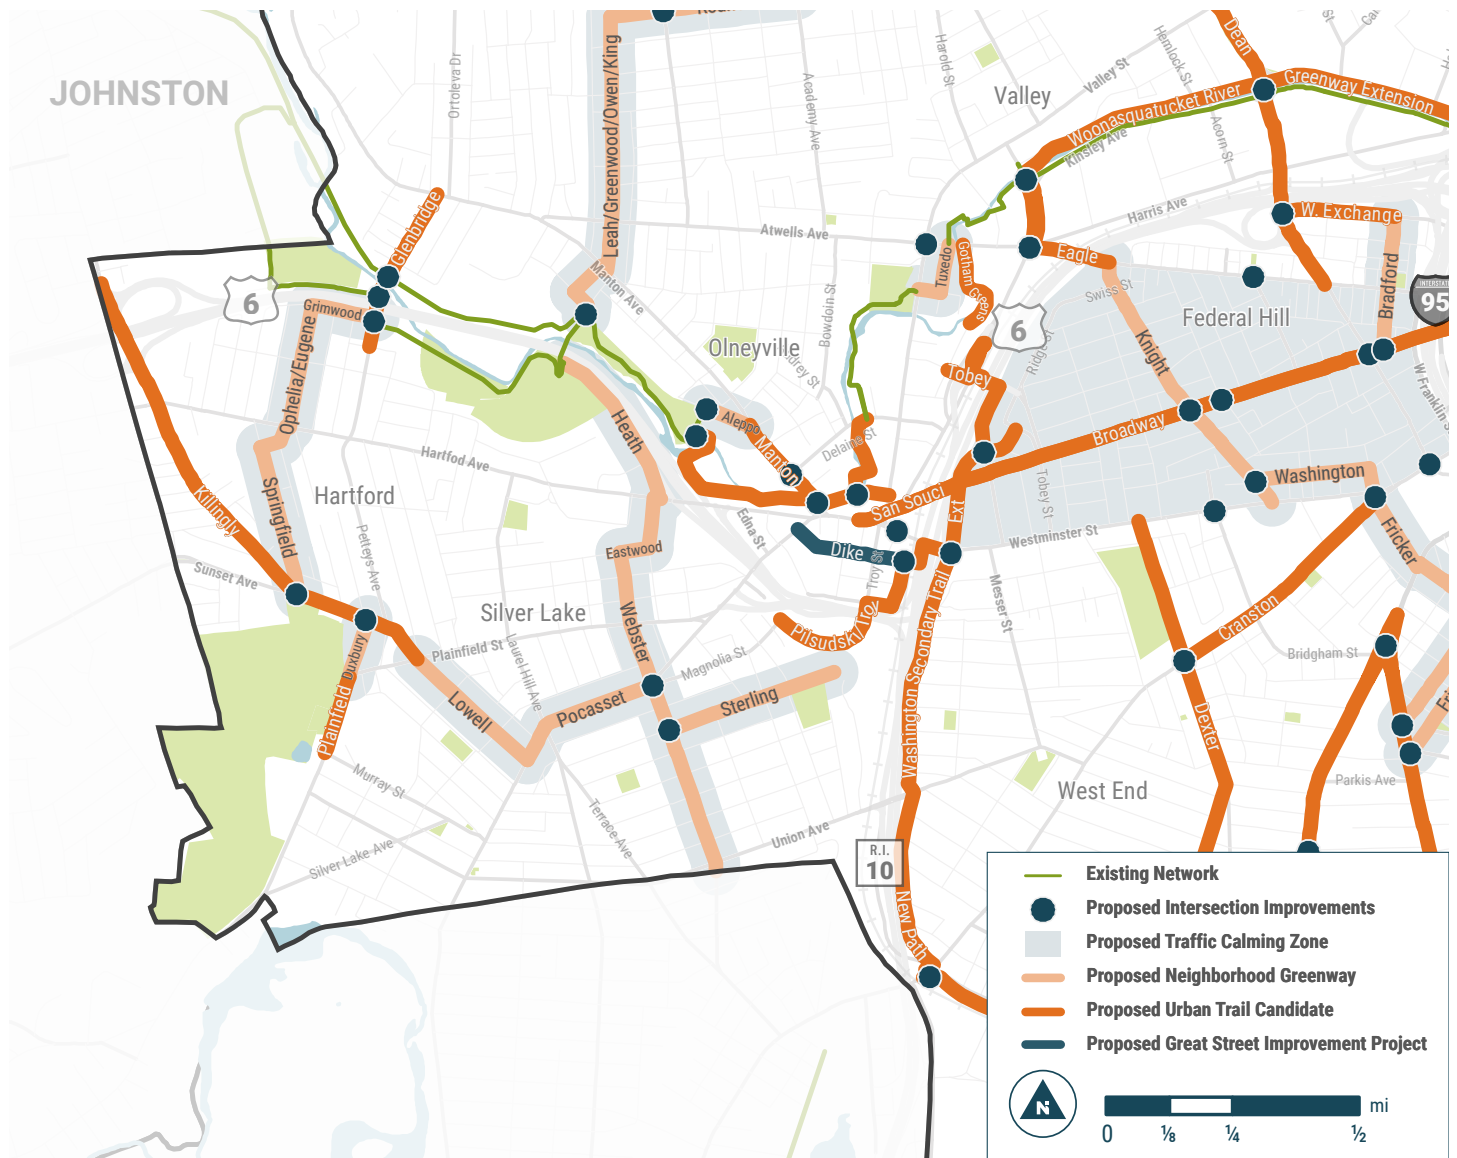 JOHNSTON
Ortoleva Dr
Leah/Greenwood/Owen/King
Academy Ave
Harold St
Valley
Valley St
Hemlock St
Dean
Greenway Extension
Woonasquatucket River
Kinsley Ave
Acorn St
Glenbridge
Atwells Ave
Harris Ave
W. Exchange
Manton Ave
Tuxedo
Gotham Greens
Eagle
Swiss St
Bradford
6
Grimwood
INTERSTATE
95
Federal Hill
6
Ophelia/Eugene
Olneyville
Bowdoin St
Ridge St
Knight
Tobey
W Franklin St
Heath
Aleppo
Manton
Delaine St
Broadway
Hartfod Ave
Hartford
Springfield
Killingly
Washington
Tobey St
San Souci
Ext
Edna St
Westminster St
Fricker
Petteys Ave
Eastwood
Dike
Troy St
Sunset Ave
Silver Lake
Webster
Pilsudski/Troy
Washington Secondary Trail
Messer St
Cranston
Bridgham St
Duxbury
Plainfield St
Laurel Hill Ave
Magnolia St
Plainfield
Lowell
Pocasset
Sterling
Dexter
Murray St
West End
Parkis Ave
Terrace Ave
Union Ave
Silver Lake Ave
R.I.
10
New Path
Existing Network
Proposed Intersection Improvements
Proposed Traffic Calming Zone
Proposed Neighborhood Greenway
Proposed Urban Trail Candidate
Proposed Great Street Improvement Project
N
mi
0
⅛
¼
½